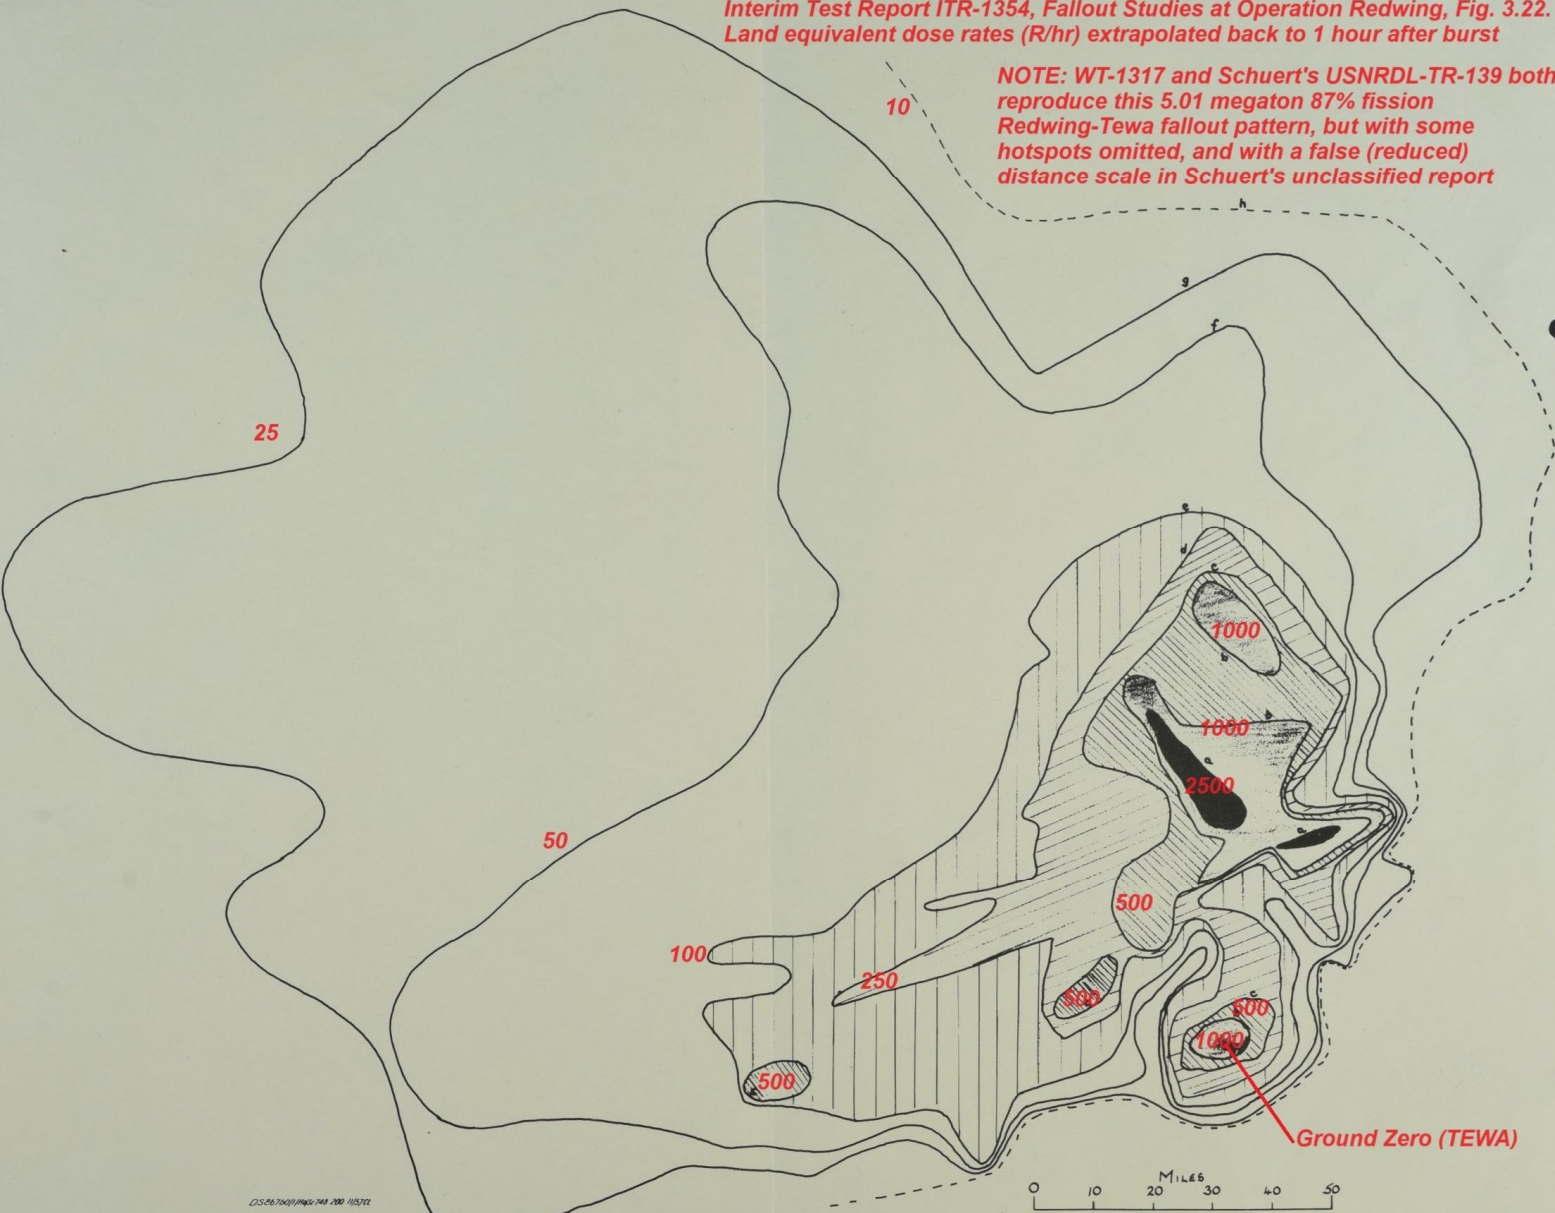 Interim Test Report ITR-1354, Fallout Studies at Operation Redwing, Fig. 3.22.
Land equivalent dose rates (R/hr) extrapolated back to 1 hour after burst
NOTE: WT-1317 and Schuert's USNRDL-TR-139 both
reproduce this 5.01 megaton 87% fission
Redwing-Tewa fallout pattern, but with some
hotspots omitted, and with a false (reduced)
distance scale in Schuert's unclassified report
10
h
g
f
25
e
d
c
1000
b
1000
b
a
2500
a
50
500
100
250
500
c
500
1000
500
Ground Zero (TEWA)
MILES
0 10 20 30 40 50